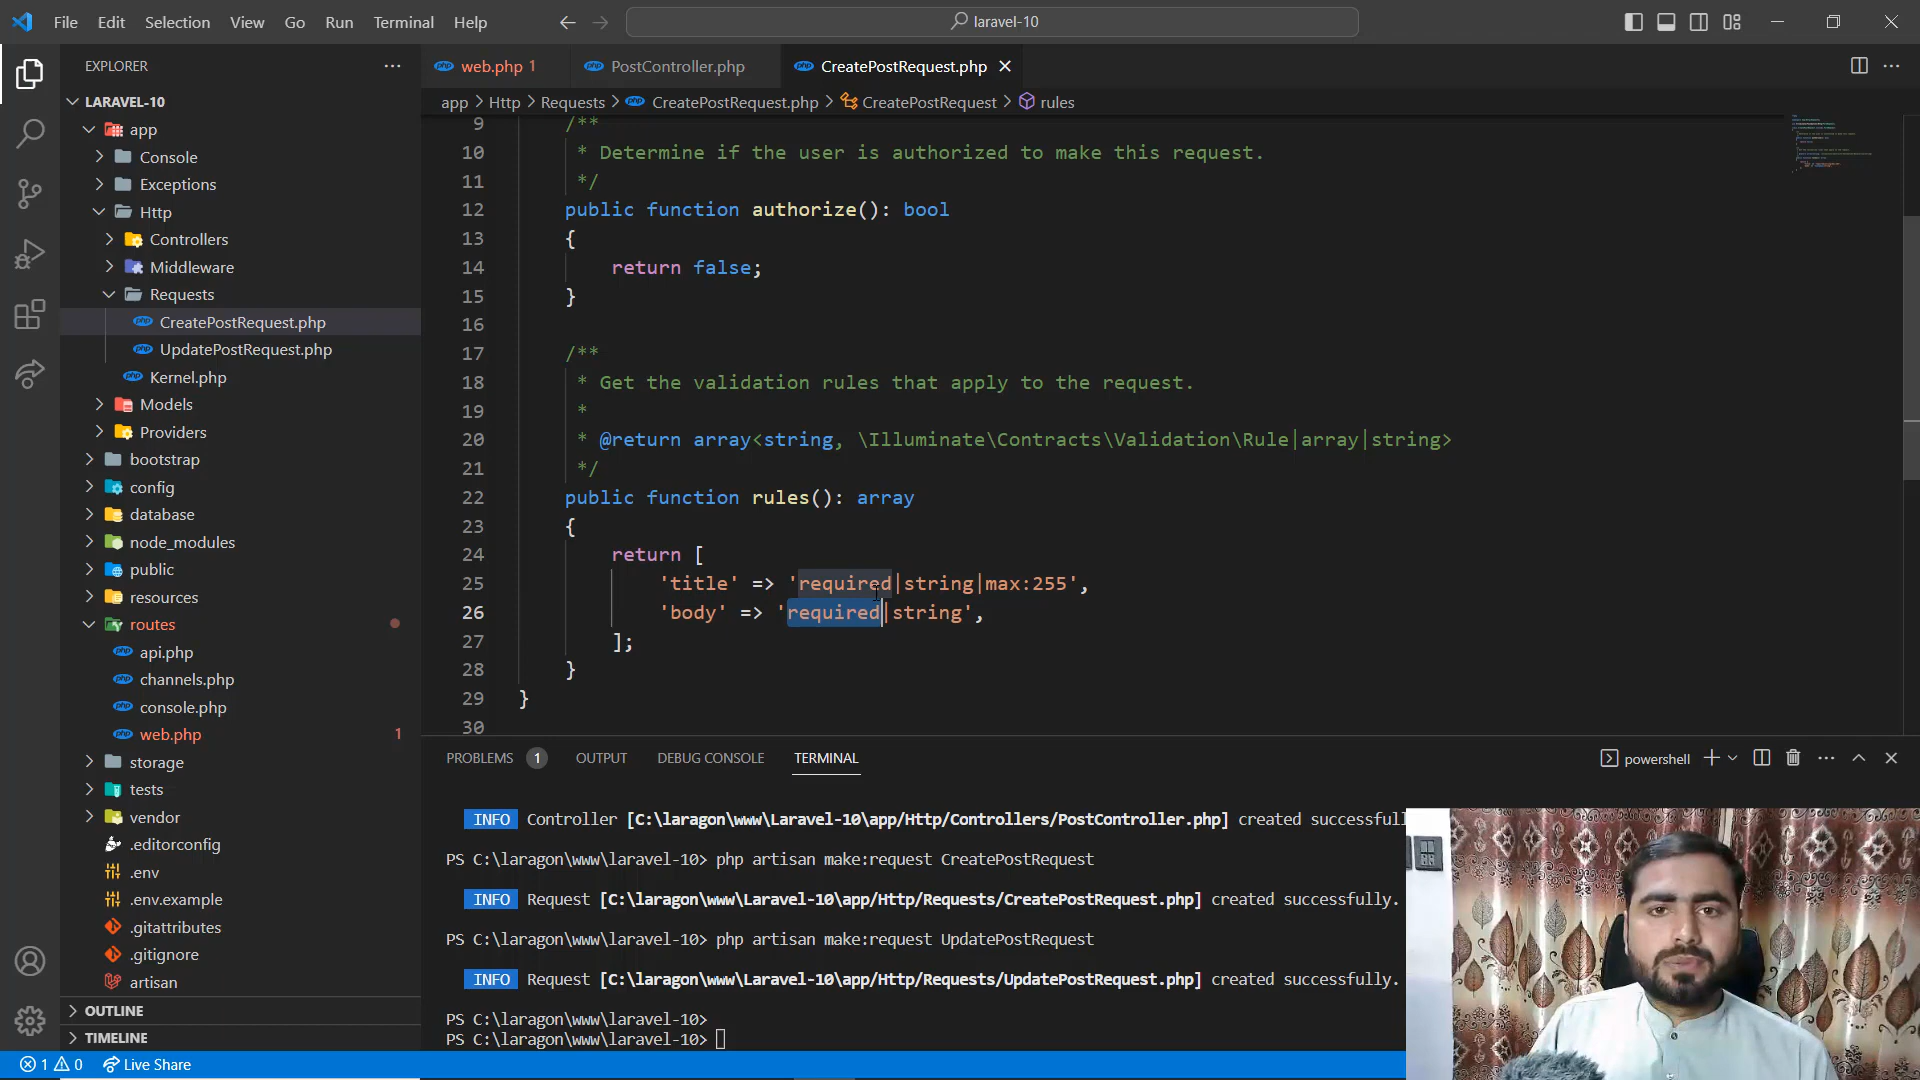 File Edit Selection View Go Run Terminal Help
laravel-10
EXPLORER
LARAVEL-10
app
Console
Exceptions
Http
Controllers
Middleware
Requests
CreatePostRequest.php
UpdatePostRequest.php
Kernel.php
Models
Providers
bootstrap
config
database
node_modules
public
resources
routes
api.php
channels.php
console.php
web.php 1
storage
tests
vendor
.editorconfig
.env
.env.example
.gitattributes
.gitignore
artisan
OUTLINE
TIMELINE
web.php 1 PostController.php CreatePostRequest.php
app > Http > Requests > CreatePostRequest.php > CreatePostRequest > rules
9 /**
10 * Determine if the user is authorized to make this request.
11 */
12 public function authorize(): bool
13 {
14 return false;
15 }
16
17 /**
18 * Get the validation rules that apply to the request.
19 *
20 * @return array<string, \Illuminate\Contracts\Validation\Rule|array|string>
21 */
22 public function rules(): array
23 {
24 return [
25 'title' => 'required|string|max:255',
26 'body' => 'required|string',
27 ];
28 }
29 }
30
PROBLEMS 1 OUTPUT DEBUG CONSOLE TERMINAL
powershell
INFO Controller [C:\laragon\www\Laravel-10\app/Http/Controllers/PostController.php] created successfull
PS C:\laragon\www\laravel-10> php artisan make:request CreatePostRequest
INFO Request [C:\laragon\www\Laravel-10\app/Http/Requests/CreatePostRequest.php] created successfully.
PS C:\laragon\www\laravel-10> php artisan make:request UpdatePostRequest
INFO Request [C:\laragon\www\Laravel-10\app/Http/Requests/UpdatePostRequest.php] created successfully.
PS C:\laragon\www\laravel-10>
PS C:\laragon\www\laravel-10>
1 0 Live Share